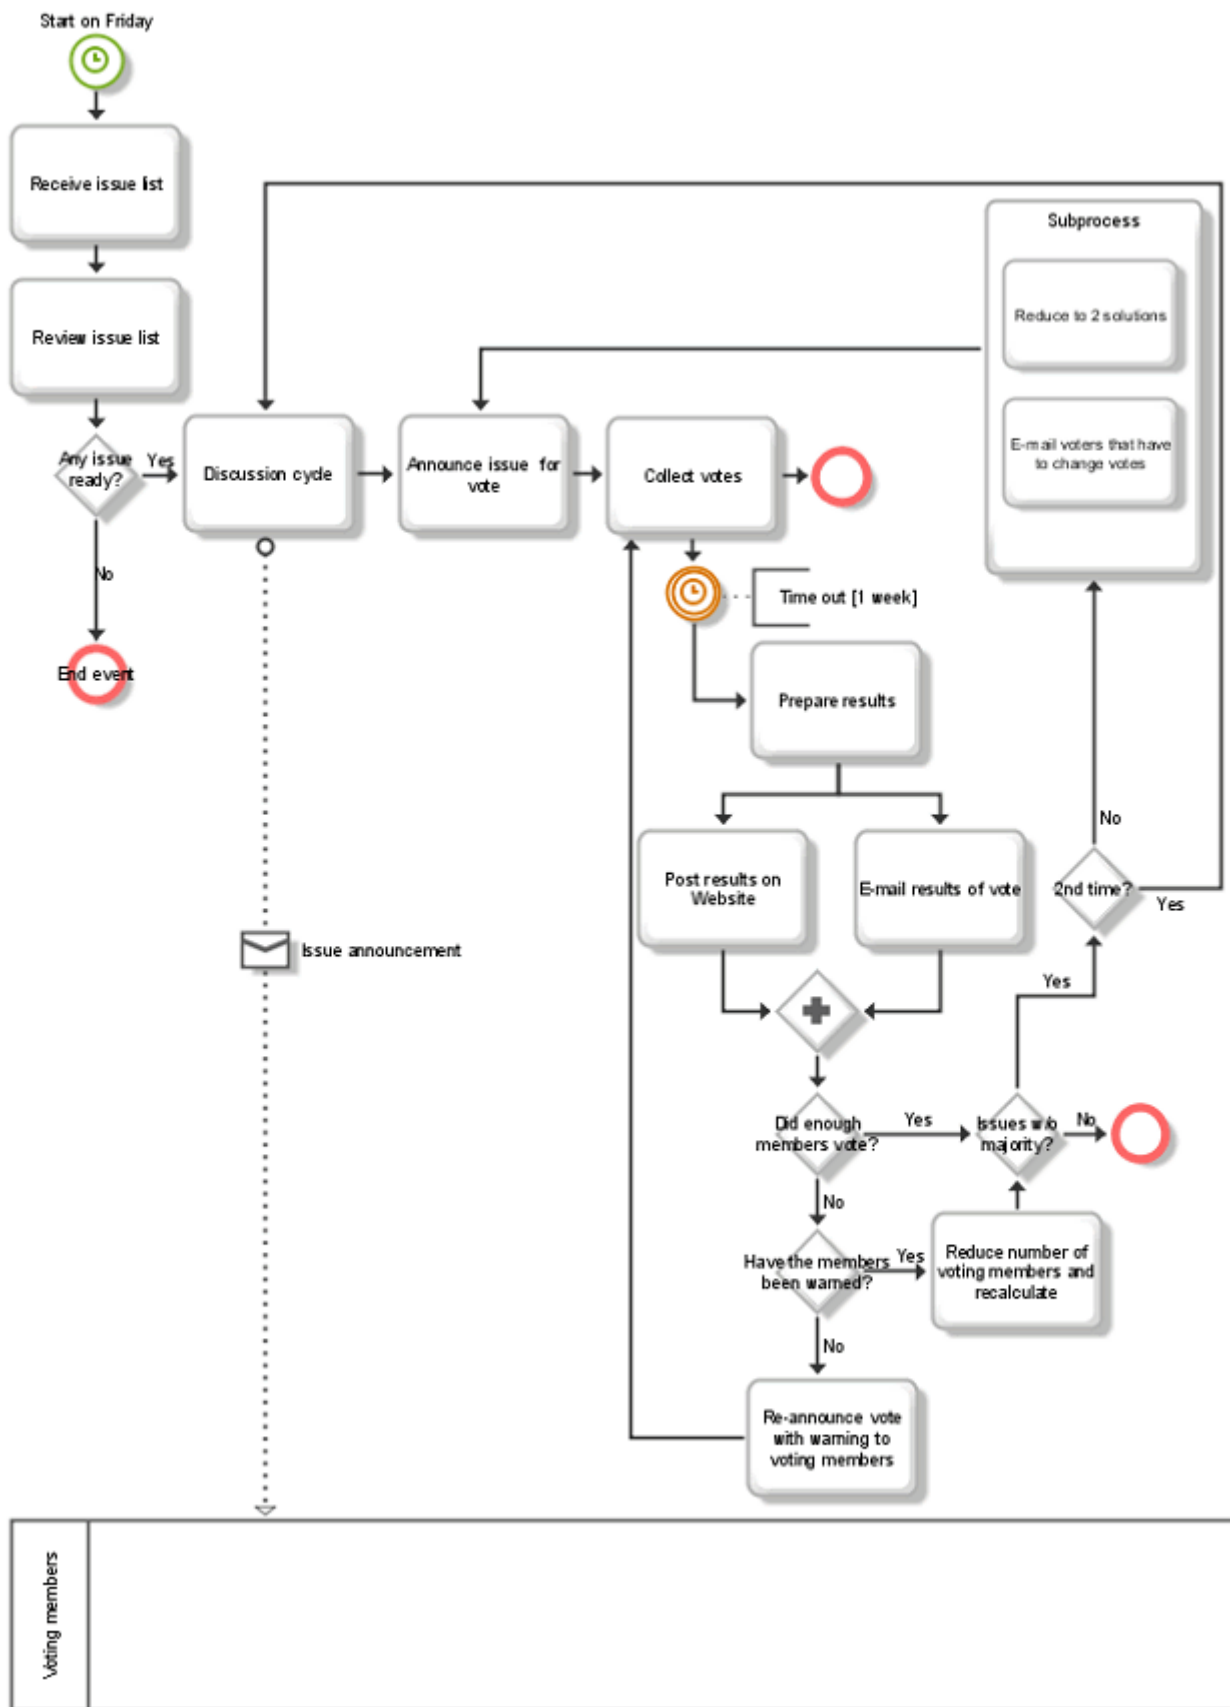 Start on Friday
Receive issue list
Subprocess
Reduce to 2 solutions
Review issue list
E-mail voters that have
to change votes
Any issue
ready?
Yes
Discussion cycle
Announce issue for
vote
Collect votes
No
Time out [1 week]
End event
Prepare results
No
Post results on
Website
E-mail results of vote
2nd time?
Yes
Issue announcement
Yes
Did enough
members vote?
Yes
Issues w/o
majority?
No
No
Have the members
been warned?
Yes
Reduce number of
voting members and
recalculate
No
Re-announce vote
with warning to
voting members
Voting members